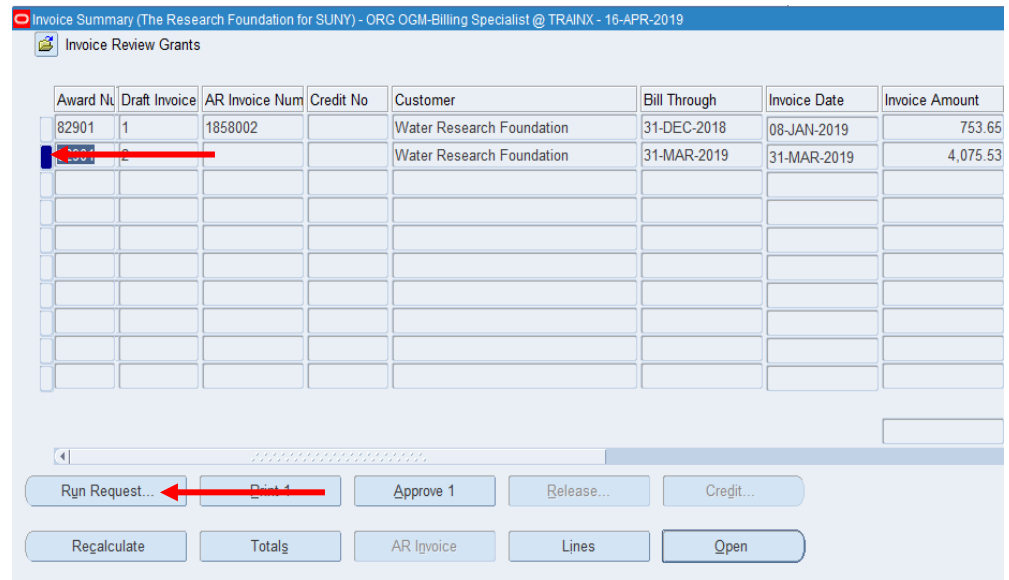 Invoice Summary (The Research Foundation for SUNY) - ORG OGM-Billing Specialist @ TRAINX - 16-APR-2019
Invoice Review Grants
Award Nu Draft Invoice AR Invoice Num Credit No Customer Bill Through Invoice Date Invoice Amount
82901 1 1858002 Water Research Foundation 31-DEC-2018 08-JAN-2019 753.65
2 Water Research Foundation 31-MAR-2019 31-MAR-2019 4,075.53
Run Request... Print 1 Approve 1 Release... Credit...
Recalculate Totals AR Invoice Lines Open